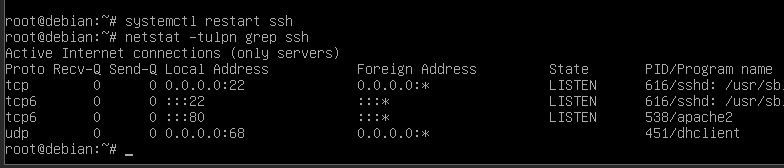 root@debian:~# systemctl restart ssh
root@debian:~# netstat -tulpn grep ssh
Active Internet connections (only servers)
Proto Recv-Q Send-Q Local Address           Foreign Address         State       PID/Program name
tcp        0      0 0.0.0.0:22              0.0.0.0:*               LISTEN      616/sshd: /usr/sb
tcp6       0      0 :::22                   :::*                    LISTEN      616/sshd: /usr/sb
tcp6       0      0 :::80                   :::*                    LISTEN      538/apache2
udp        0      0 0.0.0.0:68              0.0.0.0:*                           451/dhclient
root@debian:~# _